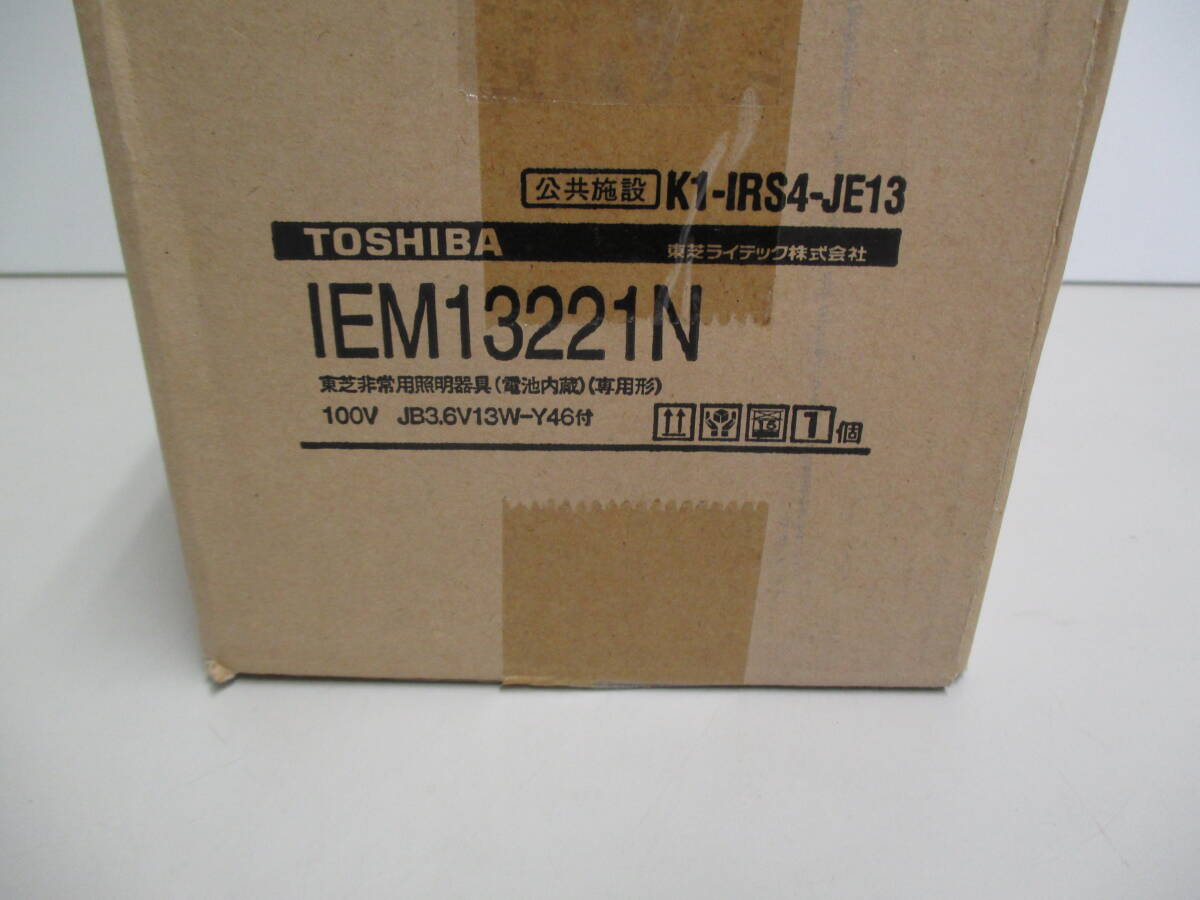 公共施設 K1-IRS4-JE13
TOSHIBA 東芝ライテック株式会社
IEM13221N
東芝非常用照明器具(電池内蔵)(専用形)
100V JB3.6V13W-Y46付
15 1個